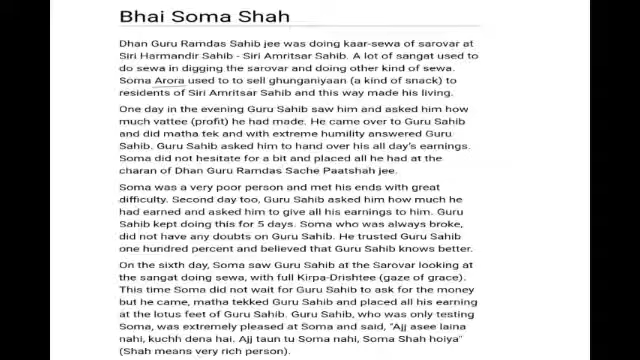 Bhai Soma Shah
Dhan Guru Ramdas Sahib jee was doing kaar-sewa of sarovar at
Siri Harmandir Sahib - Siri Amritsar Sahib. A lot of sangat used to
do sewa in digging the sarovar and doing other kind of sewa.
Soma Arora used to to sell ghunganiyaan (a kind of snack) to
residents of Siri Amritsar Sahib and this way made his living.
One day in the evening Guru Sahib saw him and asked him how
much vattee (profit) he had made. He came over to Guru Sahib
and did matha tek and with extreme humility answered Guru
Sahib. Guru Sahib asked him to hand over his all day's earnings.
Soma did not hesitate for a bit and placed all he had at the
charan of Dhan Guru Ramdas Sache Paatshah jee.
Soma was a very poor person and met his ends with great
difficulty. Second day too, Guru Sahib asked him how much he
had earned and asked him to give all his earnings to him. Guru
Sahib kept doing this for 5 days. Soma who was always broke,
did not have any doubts on Guru Sahib. He trusted Guru Sahib
one hundred percent and believed that Guru Sahib knows better.
On the sixth day, Soma saw Guru Sahib at the Sarovar looking at
the sangat doing sewa, with full Kirpa-Drishtee (gaze of grace).
This time Soma did not wait for Guru Sahib to ask for the money
but he came, matha tekked Guru Sahib and placed all his earning
at the lotus feet of Guru Sahib. Guru Sahib, who was only testing
Soma, was extremely pleased at Soma and said, "Ajj asee laina
nahi, kuchh dena hai. Ajj taun tu Soma nahi, Soma Shah hoiya"
(Shah means very rich person).